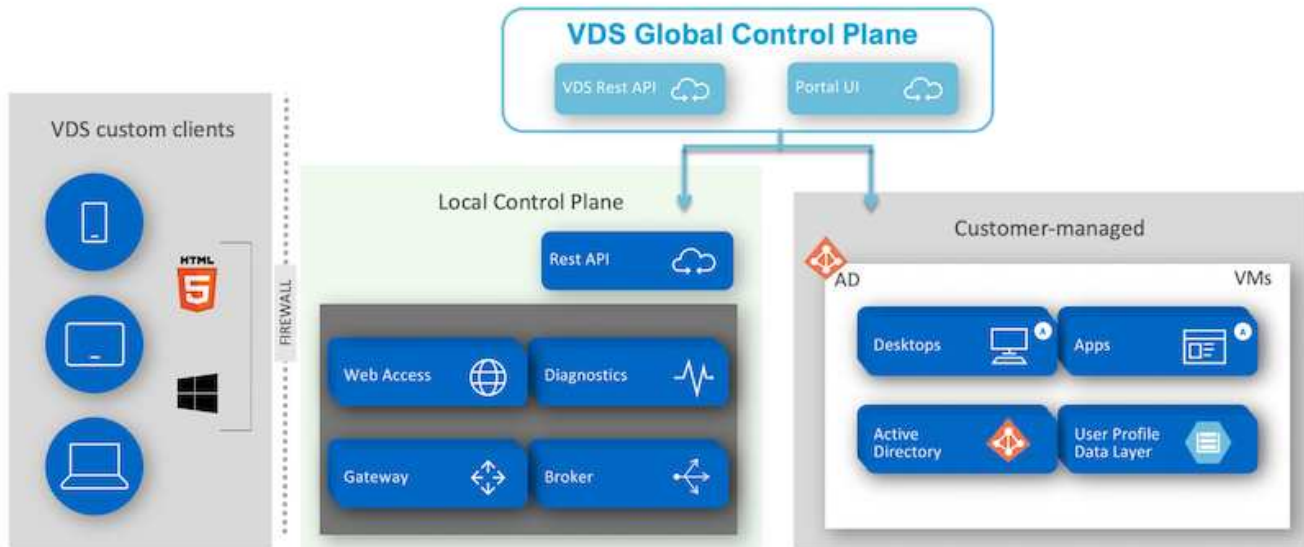 VDS Global Control Plane
VDS Rest API
Portal UI
VDS custom clients
HTML
5
FIREWALL
Local Control Plane
Rest API
Web Access
Diagnostics
Gateway
Broker
Customer-managed
AD
VMs
Desktops
A
Apps
A
Active
Directory
User Profile
Data Layer